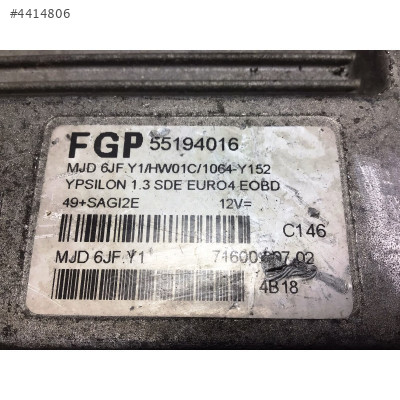 #4414806
FGP 55194016
MJD 6JF.Y1/HW01C/1064-Y152
YPSILON 1.3 SDE EURO4 EOBD
49+SAGI2E 12V=
C146
MJD 6JF.Y1
4B18